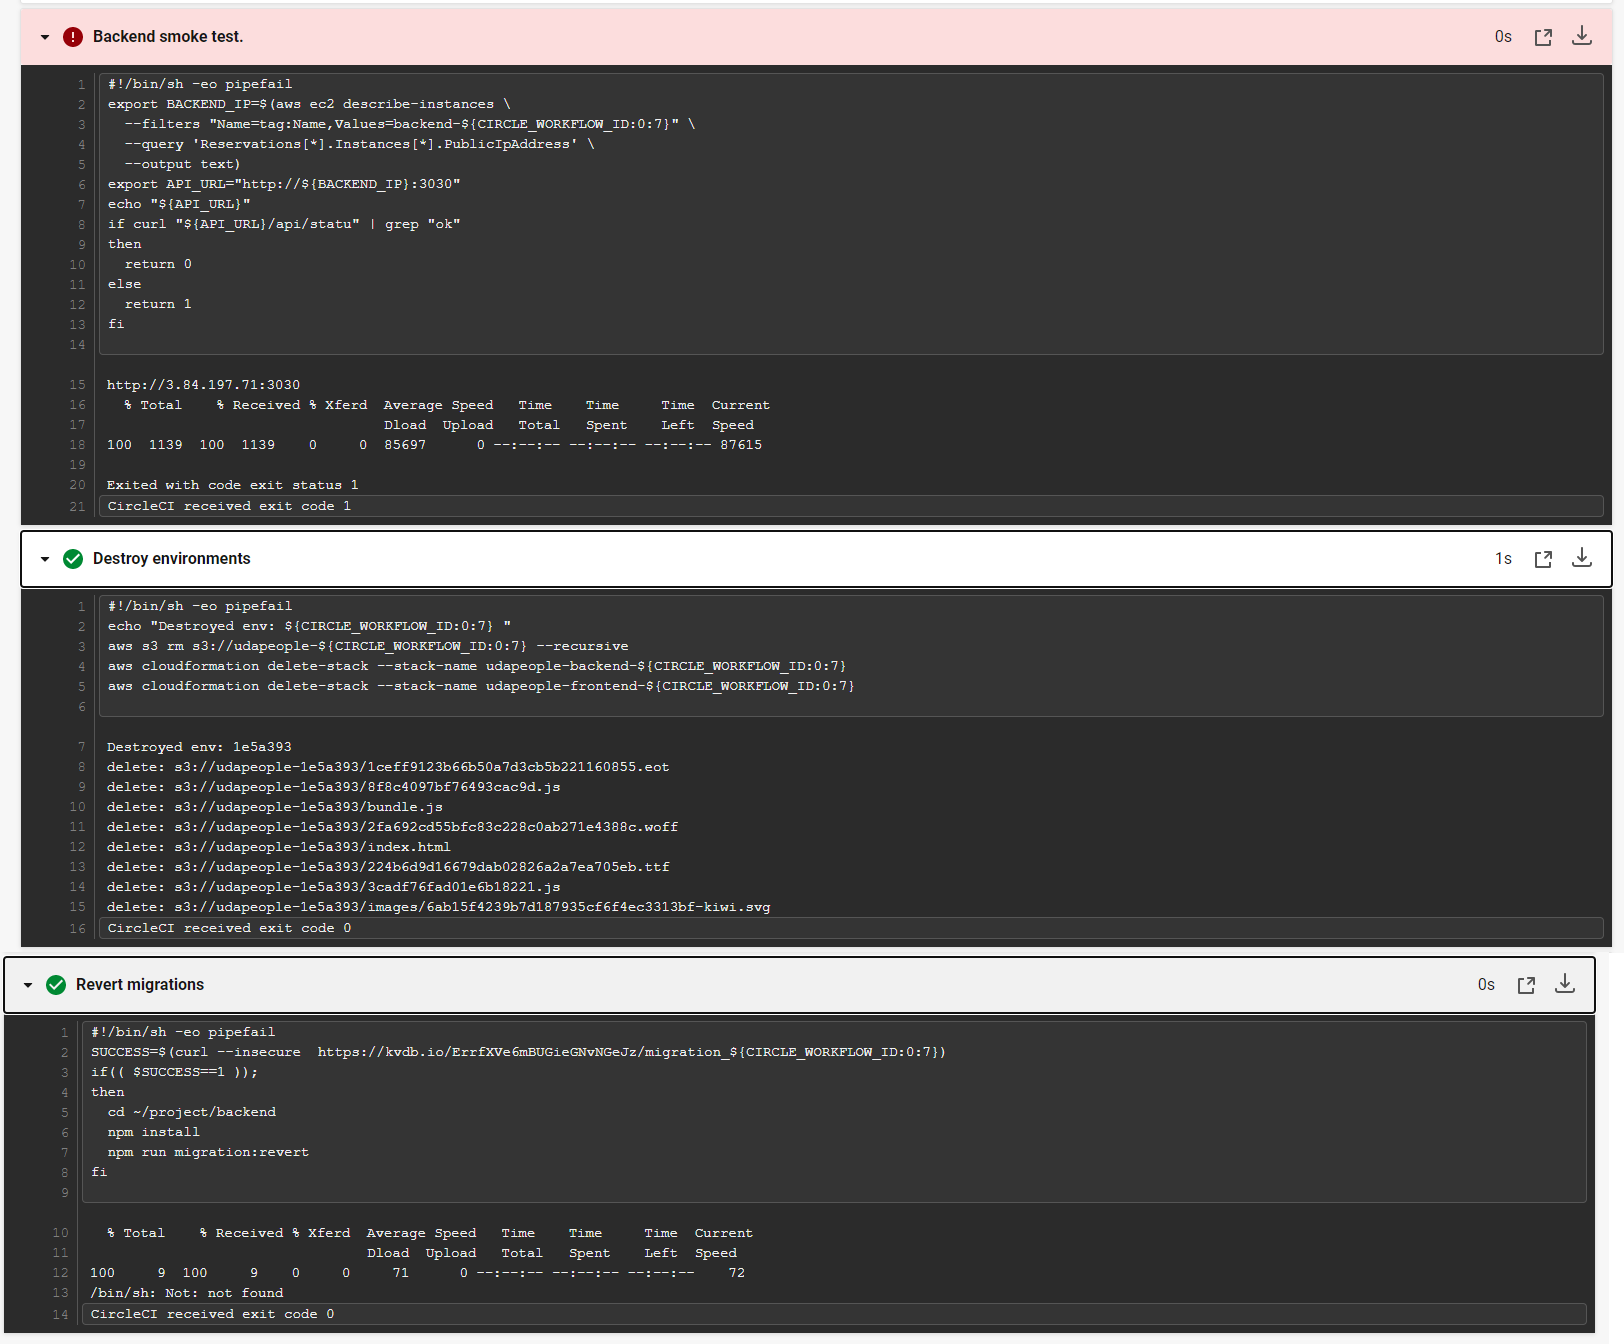 Backend smoke test.
0s
1 #!/bin/sh -eo pipefail
2 export BACKEND_IP=$(aws ec2 describe-instances \
3   --filters "Name=tag:Name,Values=backend-${CIRCLE_WORKFLOW_ID:0:7}" \
4   --query 'Reservations[*].Instances[*].PublicIpAddress' \
5   --output text)
6 export API_URL="http://${BACKEND_IP}:3030"
7 echo "${API_URL}"
8 if curl "${API_URL}/api/statu" | grep "ok"
9 then
10   return 0
11 else
12   return 1
13 fi
14
15 http://3.84.197.71:3030
16   % Total    % Received % Xferd  Average Speed   Time    Time     Time  Current
17                                  Dload  Upload   Total   Spent    Left  Speed
18 100  1139  100  1139    0     0  85697      0 --:--:-- --:--:-- --:--:-- 87615
19
20 Exited with code exit status 1
21 CircleCI received exit code 1
Destroy environments
1s
1 #!/bin/sh -eo pipefail
2 echo "Destroyed env: ${CIRCLE_WORKFLOW_ID:0:7} "
3 aws s3 rm s3://udapeople-${CIRCLE_WORKFLOW_ID:0:7} --recursive
4 aws cloudformation delete-stack --stack-name udapeople-backend-${CIRCLE_WORKFLOW_ID:0:7}
5 aws cloudformation delete-stack --stack-name udapeople-frontend-${CIRCLE_WORKFLOW_ID:0:7}
6
7 Destroyed env: 1e5a393
8 delete: s3://udapeople-1e5a393/1ceff9123b66b50a7d3cb5b221160855.eot
9 delete: s3://udapeople-1e5a393/8f8c4097bf76493cac9d.js
10 delete: s3://udapeople-1e5a393/bundle.js
11 delete: s3://udapeople-1e5a393/2fa692cd55bfc83c228c0ab271e4388c.woff
12 delete: s3://udapeople-1e5a393/index.html
13 delete: s3://udapeople-1e5a393/224b6d9d16679dab02826a2a7ea705eb.ttf
14 delete: s3://udapeople-1e5a393/3cadf76fad01e6b18221.js
15 delete: s3://udapeople-1e5a393/images/6ab15f4239b7d187935cf6f4ec3313bf-kiwi.svg
16 CircleCI received exit code 0
Revert migrations
0s
1 #!/bin/sh -eo pipefail
2 SUCCESS=$(curl --insecure  https://kvdb.io/ErrfXVe6mBUGieGNvNGeJz/migration_${CIRCLE_WORKFLOW_ID:0:7})
3 if(( $SUCCESS==1 ));
4 then
5   cd ~/project/backend
6   npm install
7   npm run migration:revert
8 fi
9
10   % Total    % Received % Xferd  Average Speed   Time    Time     Time  Current
11                                  Dload  Upload   Total   Spent    Left  Speed
12 100     9  100     9    0     0     71      0 --:--:-- --:--:-- --:--:--    72
13 /bin/sh: Not: not found
14 CircleCI received exit code 0